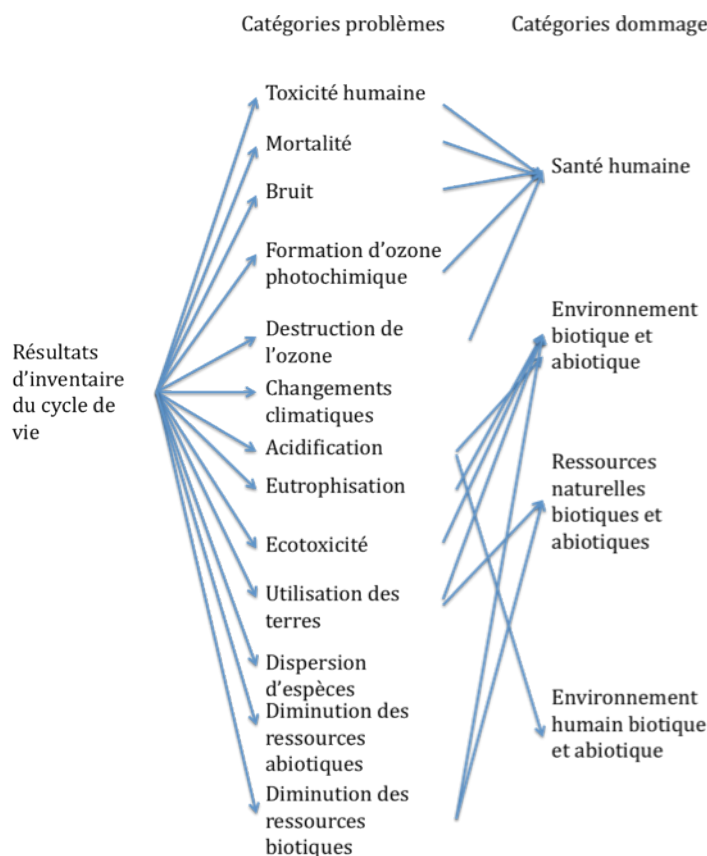 Catégories problèmes
Catégories dommage
Toxicité humaine
Mortalité
Bruit
Formation d'ozone
photochimique
Destruction de
l'ozone
Changements
climatiques
Acidification
Eutrophisation
Ecotoxicité
Utilisation des
terres
Dispersion
d'espèces
Diminution des
ressources
abiotiques
Diminution des
ressources
biotiques
Résultats
d'inventaire
du cycle de
vie
Santé humaine
Environnement
biotique et
abiotique
Ressources
naturelles
biotiques et
abiotiques
Environnement
humain biotique
et abiotique